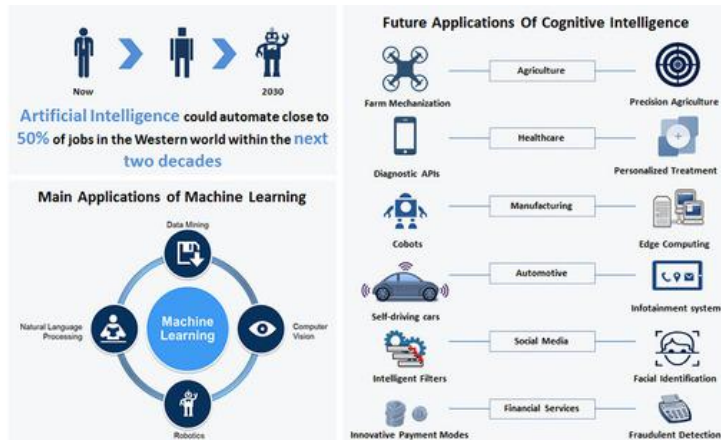 Now
2030
Artificial Intelligence could automate close to
50% of jobs in the Western world within the next
two decades
Main Applications of Machine Learning
Data Mining
Natural Language
Processing
Machine
Learning
Computer
Vision
Robotics
Future Applications Of Cognitive Intelligence
Agriculture
Farm Mechanization
Precision Agriculture
Healthcare
Diagnostic APIs
Personalized Treatment
Manufacturing
Cobots
Edge Computing
Automotive
Self-driving cars
Infotainment system
Social Media
Intelligent Filters
Facial Identification
Financial Services
Innovative Payment Modes
Fraudulent Detection